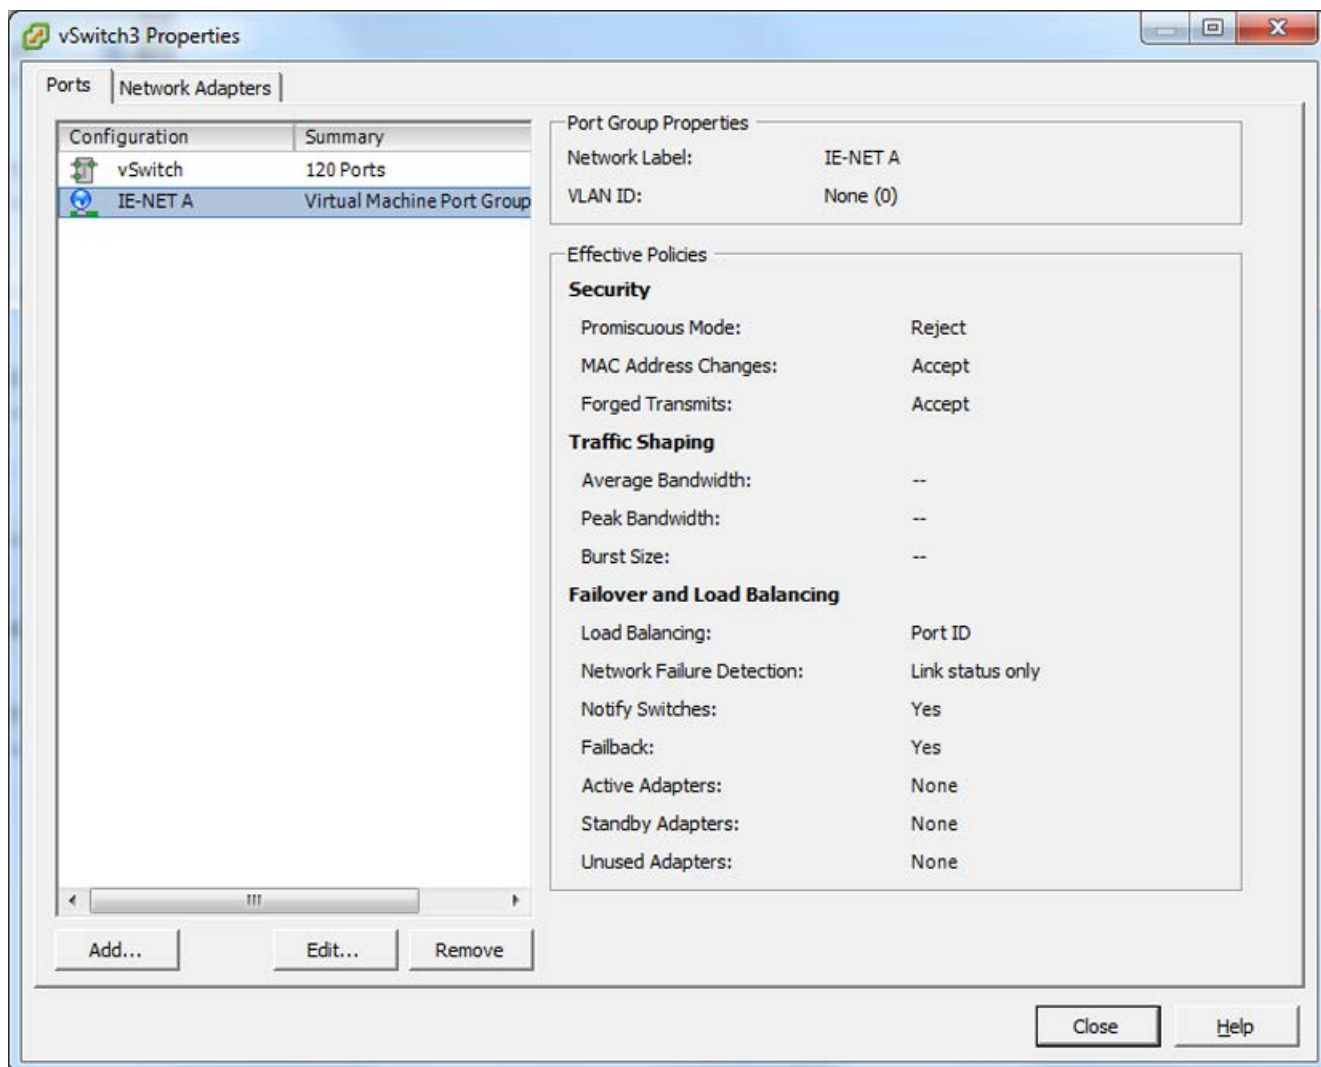 vSwitch3 Properties
Ports
Network Adapters
Configuration
Summary
vSwitch
120 Ports
IE-NET A
Virtual Machine Port Group
Port Group Properties
Network Label:
IE-NET A
VLAN ID:
None (0)
Effective Policies
Security
Promiscuous Mode:
Reject
MAC Address Changes:
Accept
Forged Transmits:
Accept
Traffic Shaping
Average Bandwidth:
--
Peak Bandwidth:
--
Burst Size:
--
Failover and Load Balancing
Load Balancing:
Port ID
Network Failure Detection:
Link status only
Notify Switches:
Yes
Failback:
Yes
Active Adapters:
None
Standby Adapters:
None
Unused Adapters:
None
Add...
Edit...
Remove
Close
Help